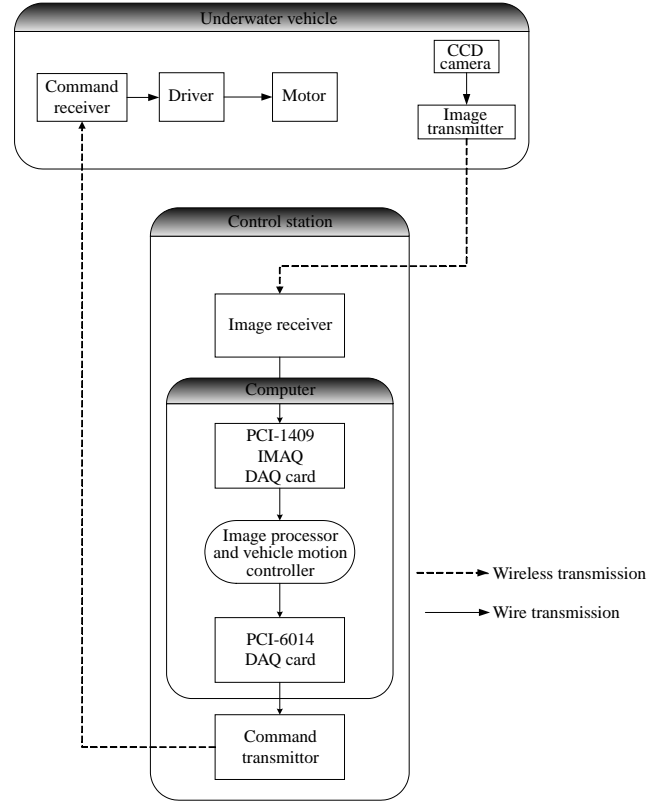 Underwater vehicle
Command
receiver
Driver
Motor
CCD
camera
Image
transmitter
Control station
Image receiver
Computer
PCI-1409
IMAQ
DAQ card
Image processor
and vehicle motion
controller
PCI-6014
DAQ card
Command
transmittor
Wireless transmission
Wire transmission